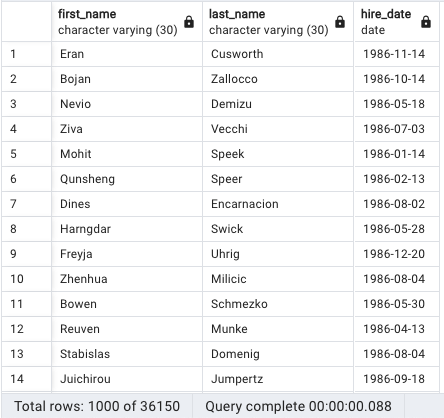 first_name last_name hire_date
character varying (30) character varying (30) date
1 Eran Cusworth 1986-11-14
2 Bojan Zallocco 1986-10-14
3 Nevio Demizu 1986-05-18
4 Ziva Vecchi 1986-07-03
5 Mohit Speek 1986-01-14
6 Qunsheng Speer 1986-02-13
7 Dines Encarnacion 1986-08-02
8 Harngdar Swick 1986-05-28
9 Freyja Uhrig 1986-12-20
10 Zhenhua Milicic 1986-08-04
11 Bowen Schmezko 1986-05-30
12 Reuven Munke 1986-04-13
13 Stabislas Domenig 1986-08-04
14 Juichirou Jumpertz 1986-09-18
Total rows: 1000 of 36150 Query complete 00:00:00.088